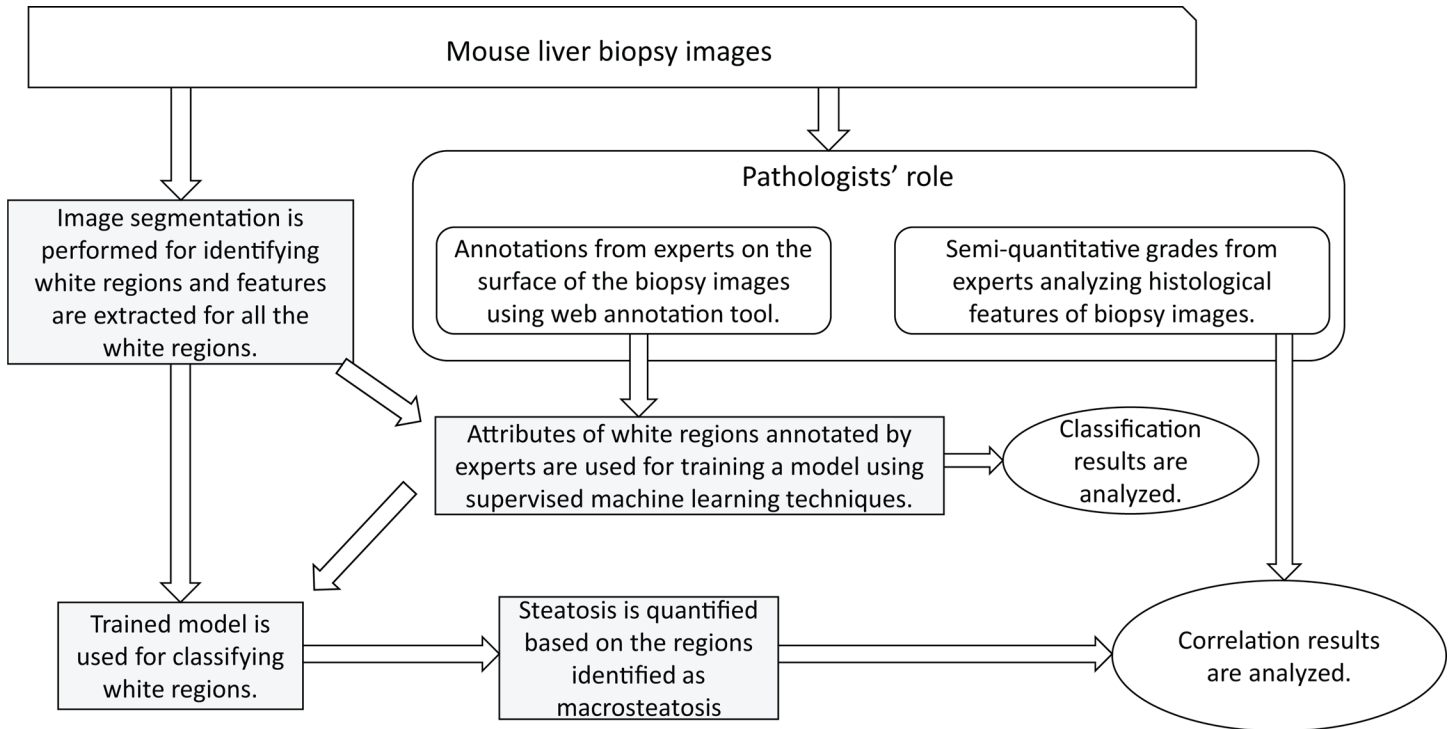 Mouse liver biopsy images
Pathologists’ role
Image segmentation is
performed for identifying
white regions and features
are extracted for all the
white regions.
Annotations from experts on the
surface of the biopsy images
using web annotation tool.
Semi-quantitative grades from
experts analyzing histological
features of biopsy images.
Attributes of white regions annotated by
experts are used for training a model using
supervised machine learning techniques.
Classification
results are
analyzed.
Trained model is
used for classifying
white regions.
Steatosis is quantified
based on the regions
identified as
macrosteatosis
Correlation results
are analyzed.